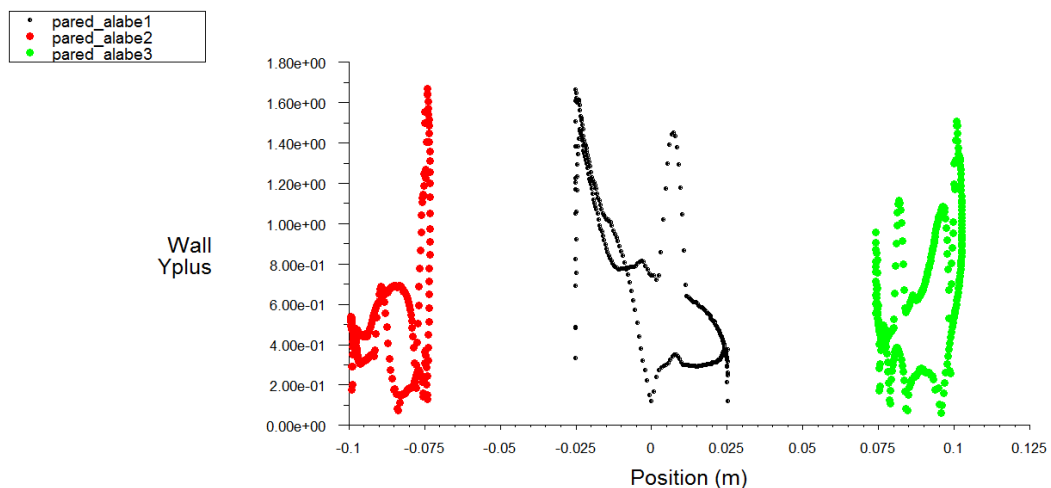 pared_alabe1
pared_alabe2
pared_alabe3
1.80e+00
1.60e+00
1.40e+00
1.20e+00
1.00e+00
8.00e-01
6.00e-01
4.00e-01
2.00e-01
0.00e+00
Wall
Yplus
-0.1 -0.075 -0.05 -0.025 0 0.025 0.05 0.075 0.1 0.125
Position (m)